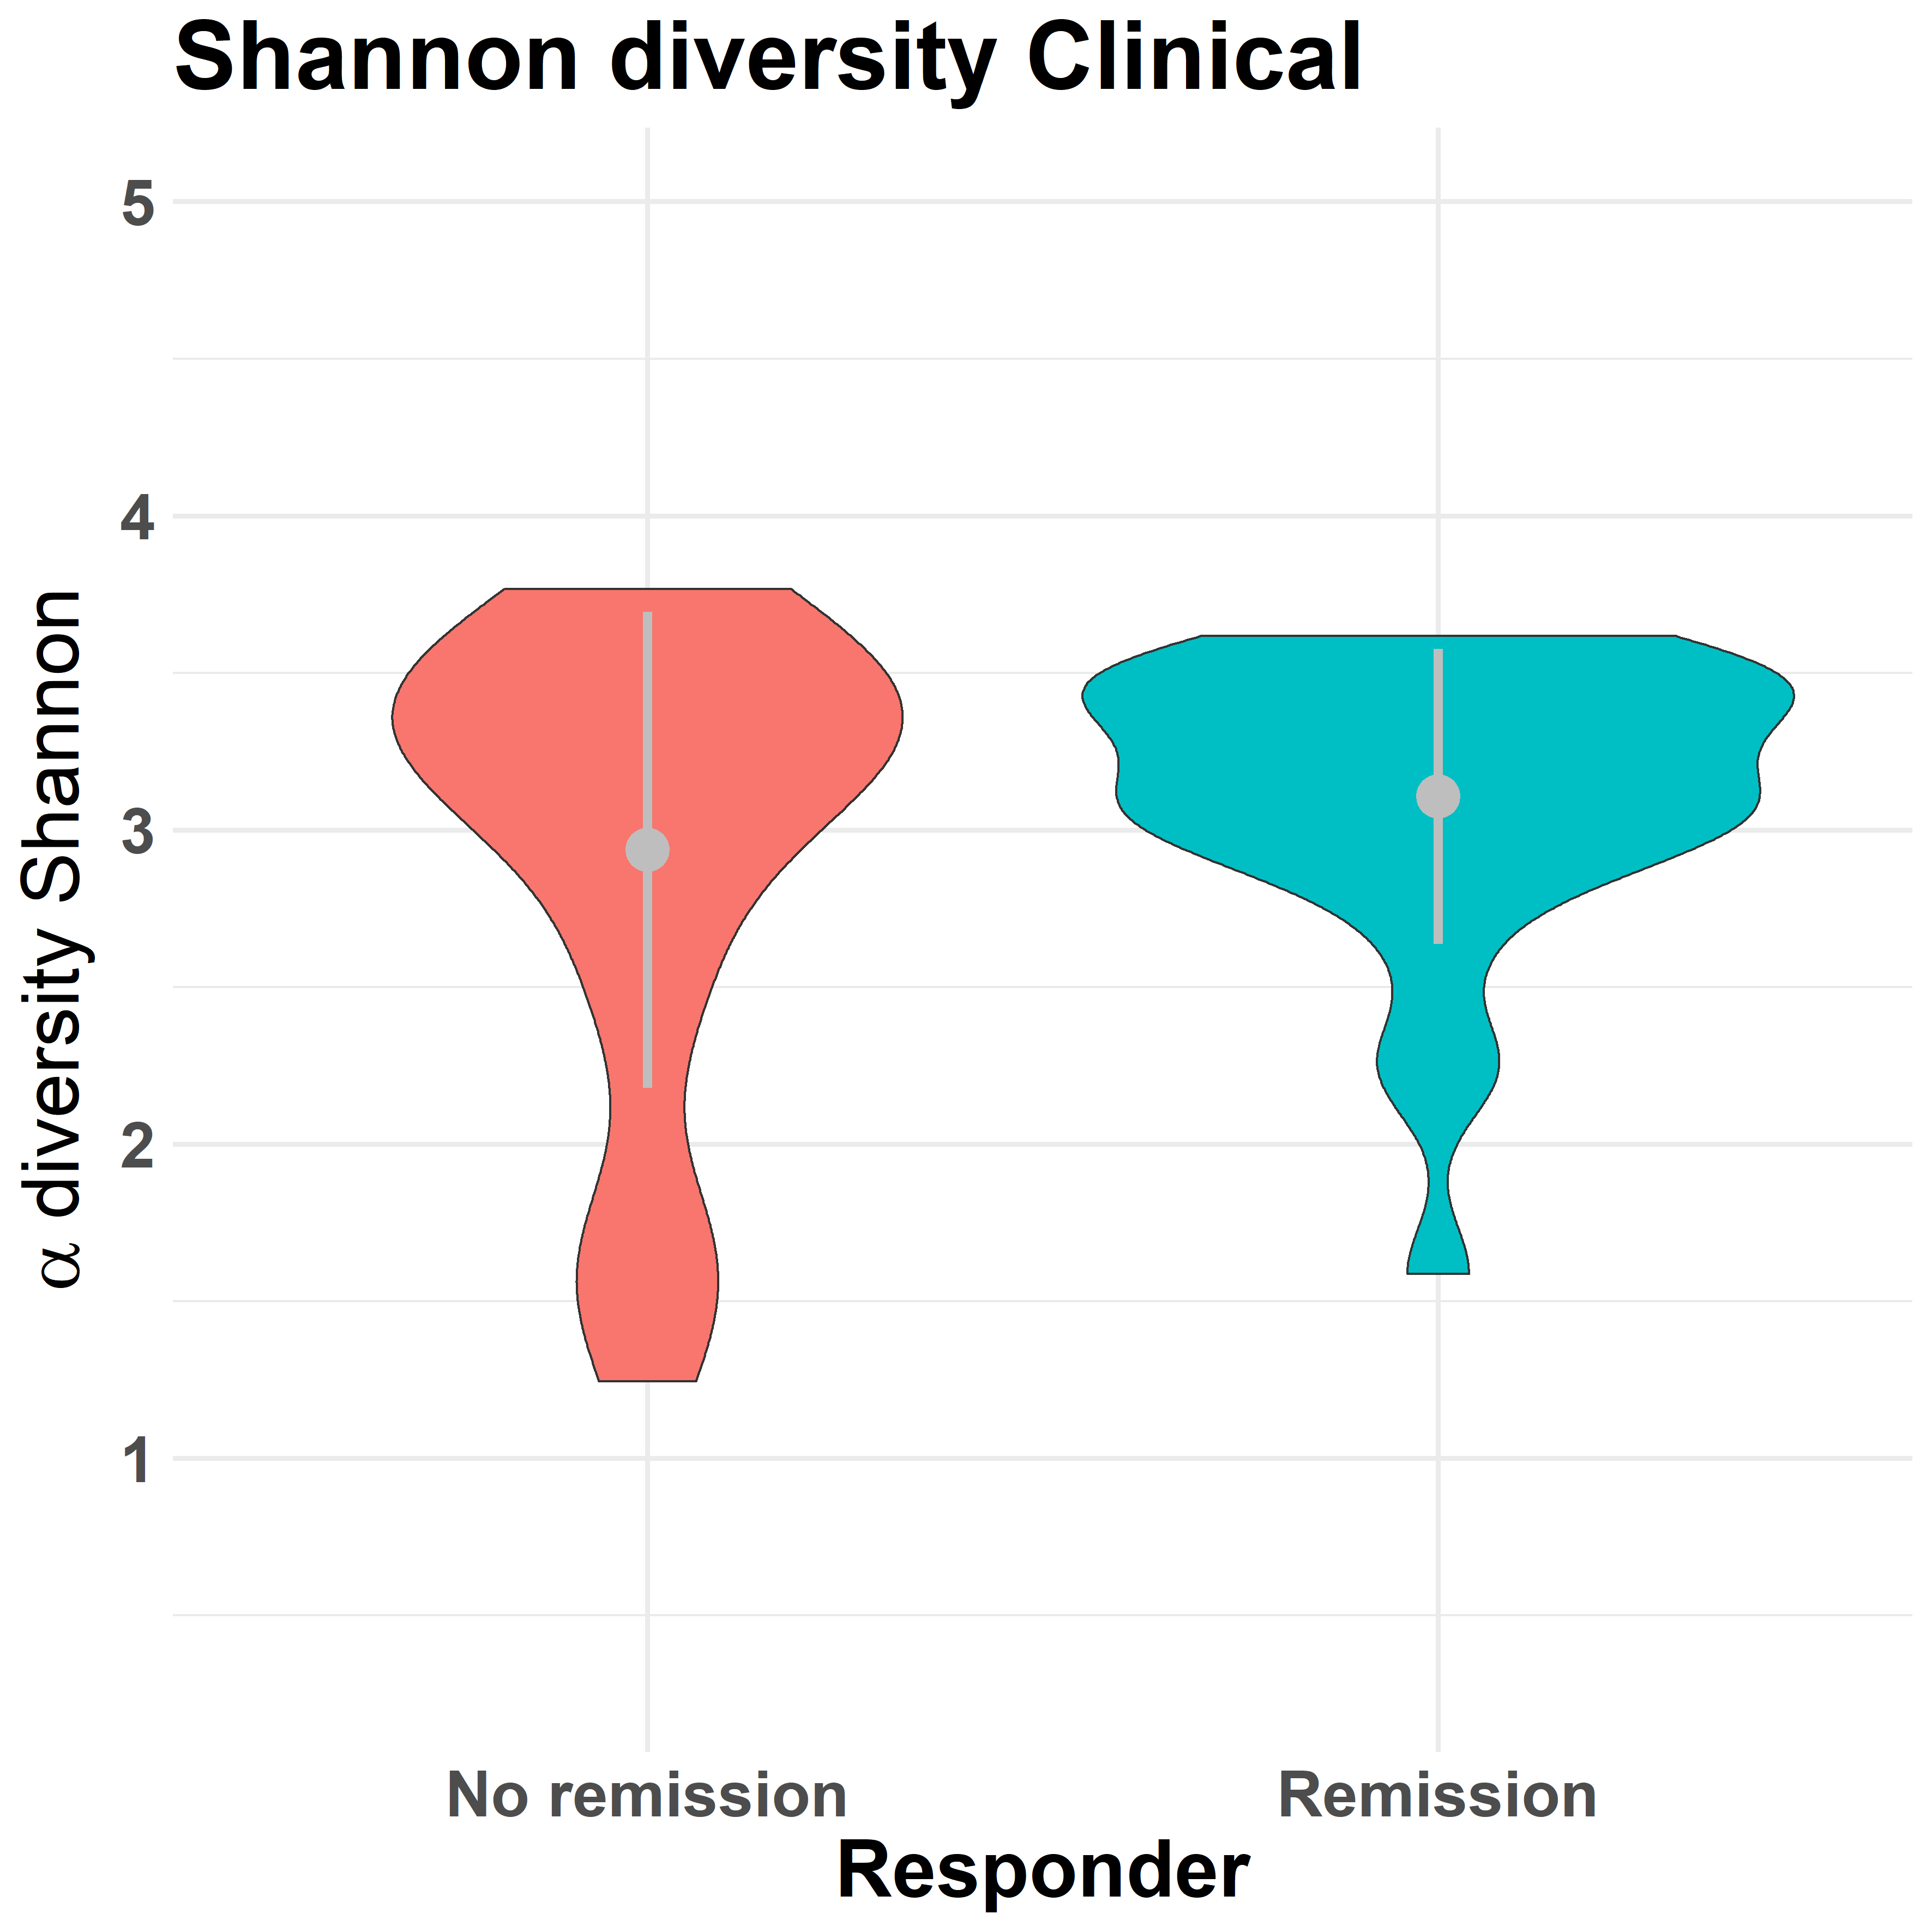 Shannon diversity Clinical
α diversity Shannon
5
4
3
2
1
No remission
Remission
Responder